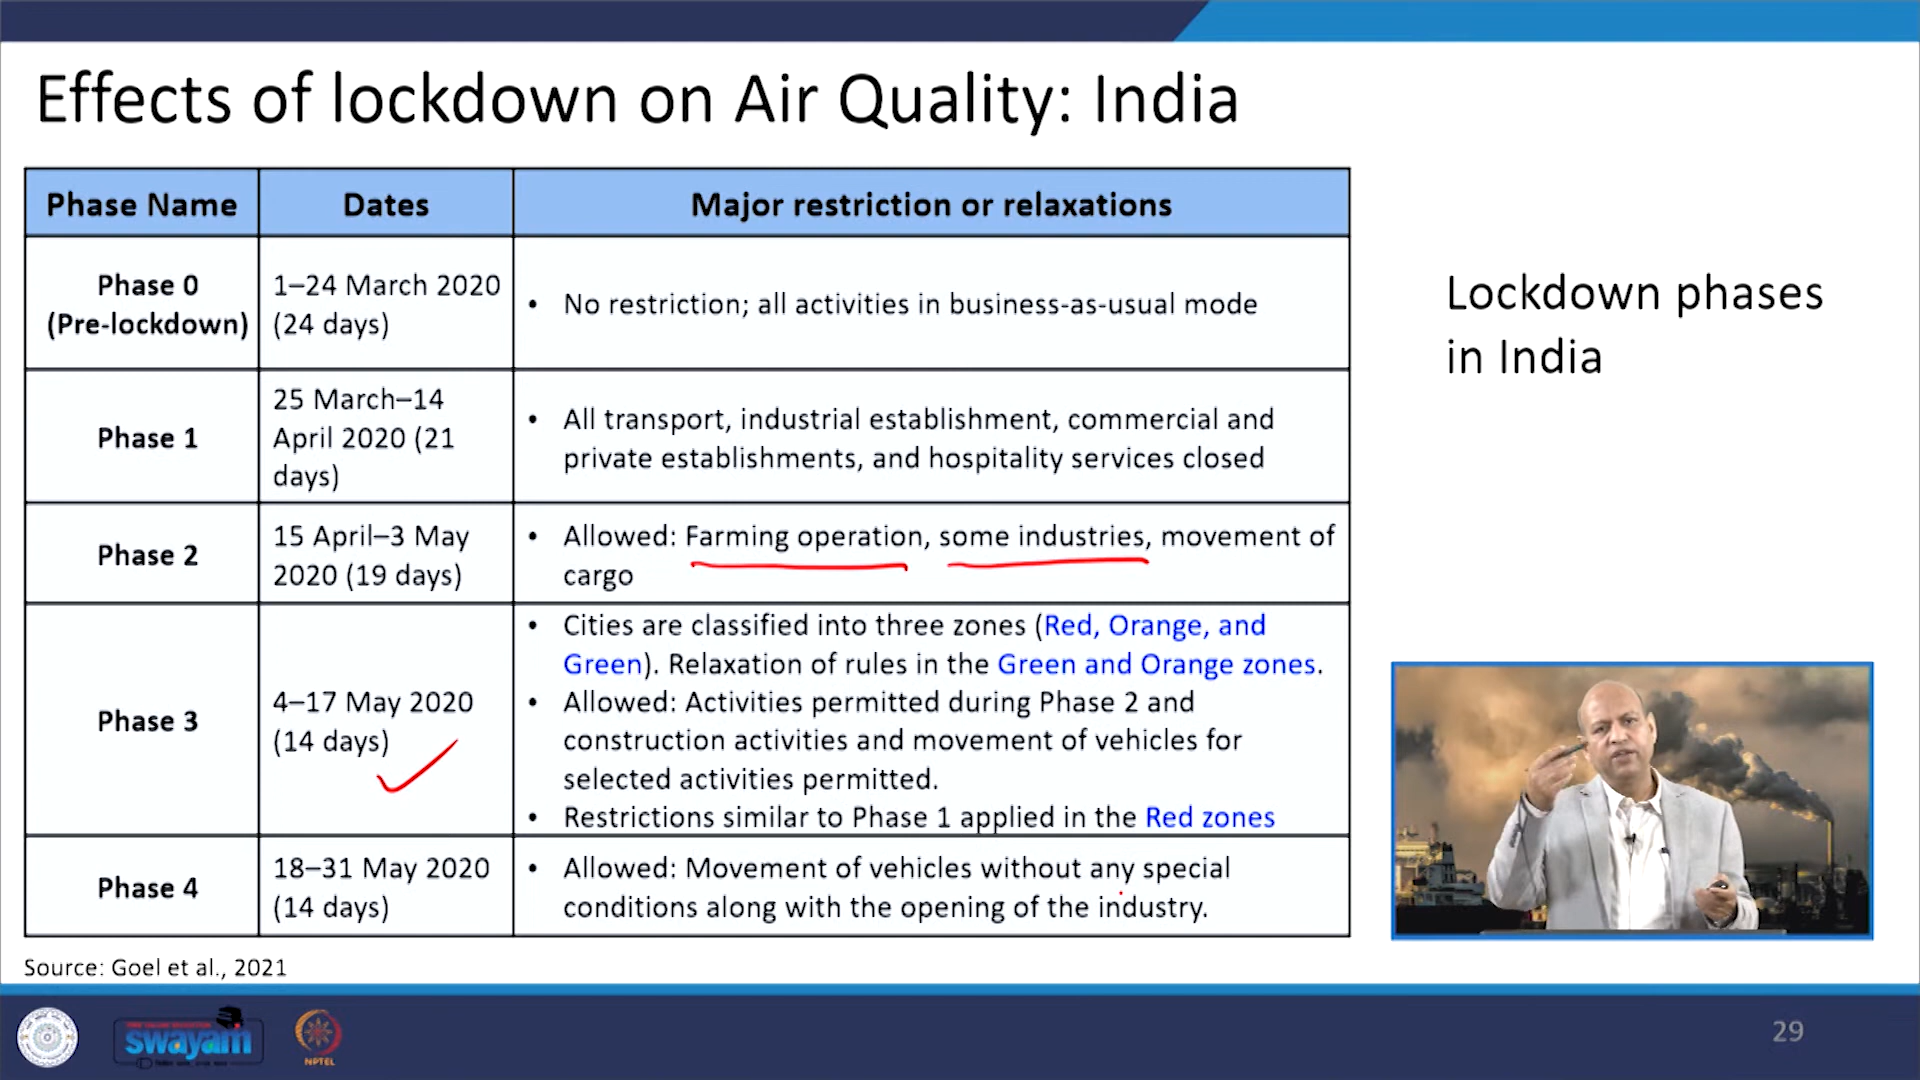 Effects of lockdown on Air Quality: India
Phase Name
Dates
Major restriction or relaxations
Phase 0
(Pre-lockdown)
1–24 March 2020
(24 days)
• No restriction; all activities in business-as-usual mode
Phase 1
25 March–14
April 2020 (21
days)
• All transport, industrial establishment, commercial and
private establishments, and hospitality services closed
Phase 2
15 April–3 May
2020 (19 days)
• Allowed: Farming operation, some industries, movement of
cargo
Phase 3
4–17 May 2020
(14 days)
• Cities are classified into three zones (Red, Orange, and
Green). Relaxation of rules in the Green and Orange zones.
• Allowed: Activities permitted during Phase 2 and
construction activities and movement of vehicles for
selected activities permitted.
• Restrictions similar to Phase 1 applied in the Red zones
Phase 4
18–31 May 2020
(14 days)
• Allowed: Movement of vehicles without any special
conditions along with the opening of the industry.
Lockdown phases
in India
Source: Goel et al., 2021
swayam
NPTEL
29